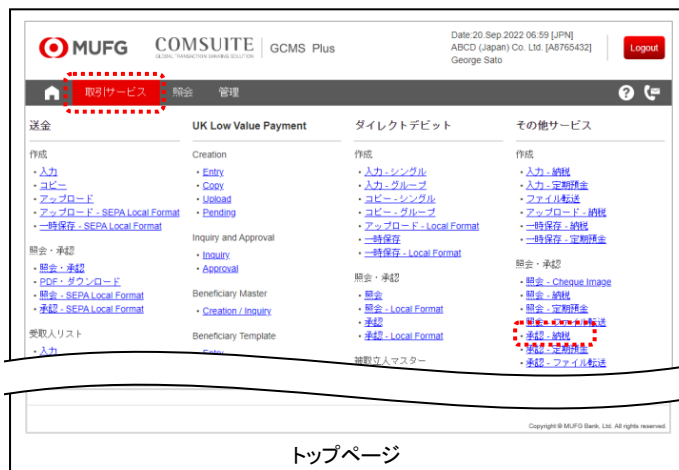 MUFG COMSUITE GCMS Plus
GLOBAL TRANSACTION BANKING SOLUTION
Date:20.Sep.2022 06:59 [JPN]
ABCD (Japan) Co. Ltd. [A8765432]
George Sato
Logout
取引サービス 照会 管理
送金
作成
・入力
・コピー
・アップロード
・アップロード - SEPA Local Format
・一時保存 - SEPA Local Format
照会・承認
・照会・承認
・PDF・ダウンロード
・照会 - SEPA Local Format
・承認 - SEPA Local Format
受取人リスト
・入力
UK Low Value Payment
Creation
・Entry
・Copy
・Upload
・Pending
Inquiry and Approval
・Inquiry
・Approval
Beneficiary Master
・Creation / Inquiry
Beneficiary Template
・Entry
ダイレクトデビット
作成
・入力 - シングル
・入力 - グループ
・コピー - シングル
・コピー - グループ
・アップロード - Local Format
・一時保存
・一時保存 - Local Format
照会・承認
・照会
・照会 - Local Format
・承認
・承認 - Local Format
被取立人マスター
その他サービス
作成
・入力 - 納税
・入力 - 定期預金
・ファイル転送
・アップロード - 納税
・一時保存 - 納税
・一時保存 - 定期預金
照会・承認
・照会 - Cheque Image
・照会 - 納税
・照会 - 定期預金
・照会 - ファイル転送
・承認 - 納税
・承認 - 定期預金
・承認 - ファイル転送
Copyright © MUFG Bank, Ltd. All rights reserved.
トップページ